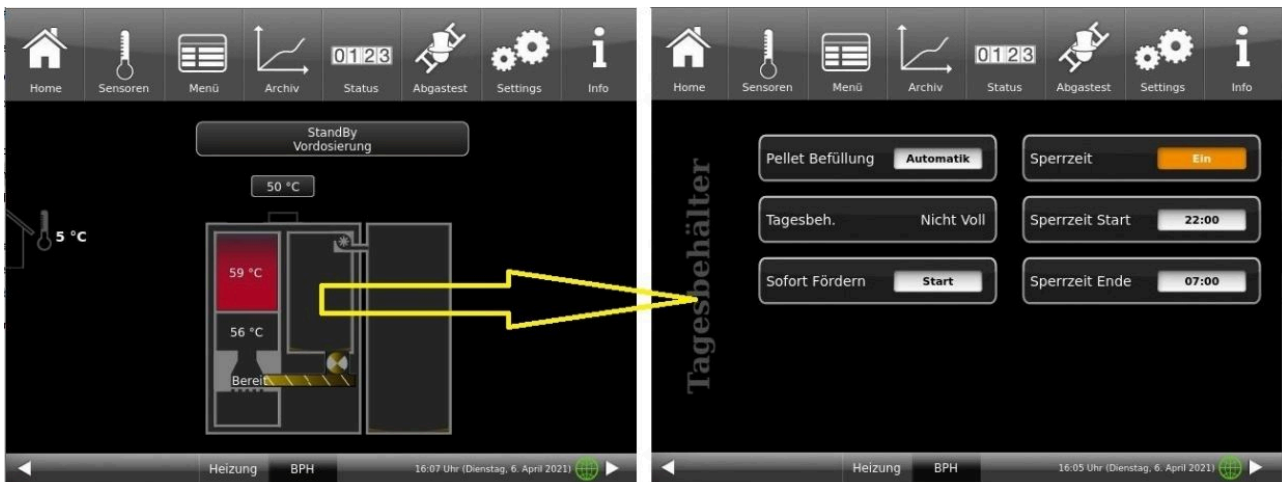 Home Sensoren Menü Archiv Status Abgastest Settings Info
0123
StandBy
Vordosierung
50 °C
5 °C
59 °C
56 °C
Bereit
Heizung BPH 16:07 Uhr (Dienstag, 6. April 2021)
Home Sensoren Menü Archiv Status Abgastest Settings Info
0123
Tagesbehälter
Pellet Befüllung Automatik
Sperrzeit Ein
Tagesbeh. Nicht Voll
Sperrzeit Start 22:00
Sofort Fördern Start
Sperrzeit Ende 07:00
Heizung BPH 16:05 Uhr (Dienstag, 6. April 2021)